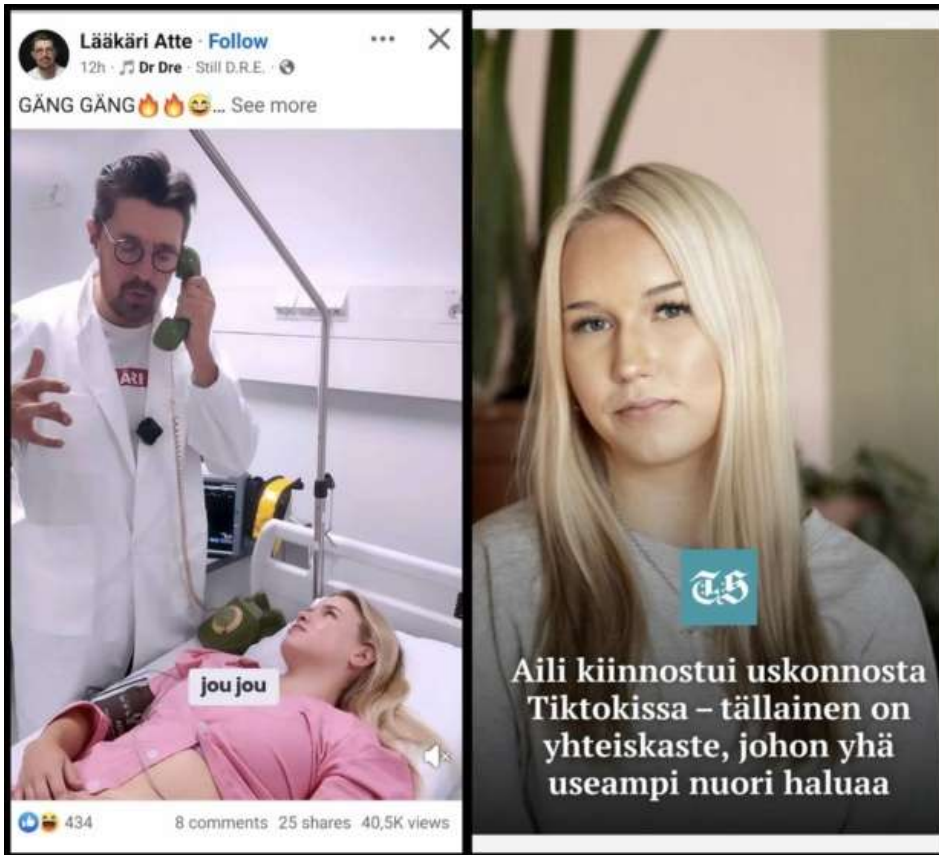 Lääkäri Atte · Follow
12h · Dr Dre · Still D.R.E. ·
GÄNG GÄNG🔥🔥😅... See more
ARI
jou jou
434 8 comments 25 shares 40,5K views
TS
Aili kiinnostui uskonnosta
Tiktokissa – tällainen on
yhteiskaste, johon yhä
useampi nuori haluaa